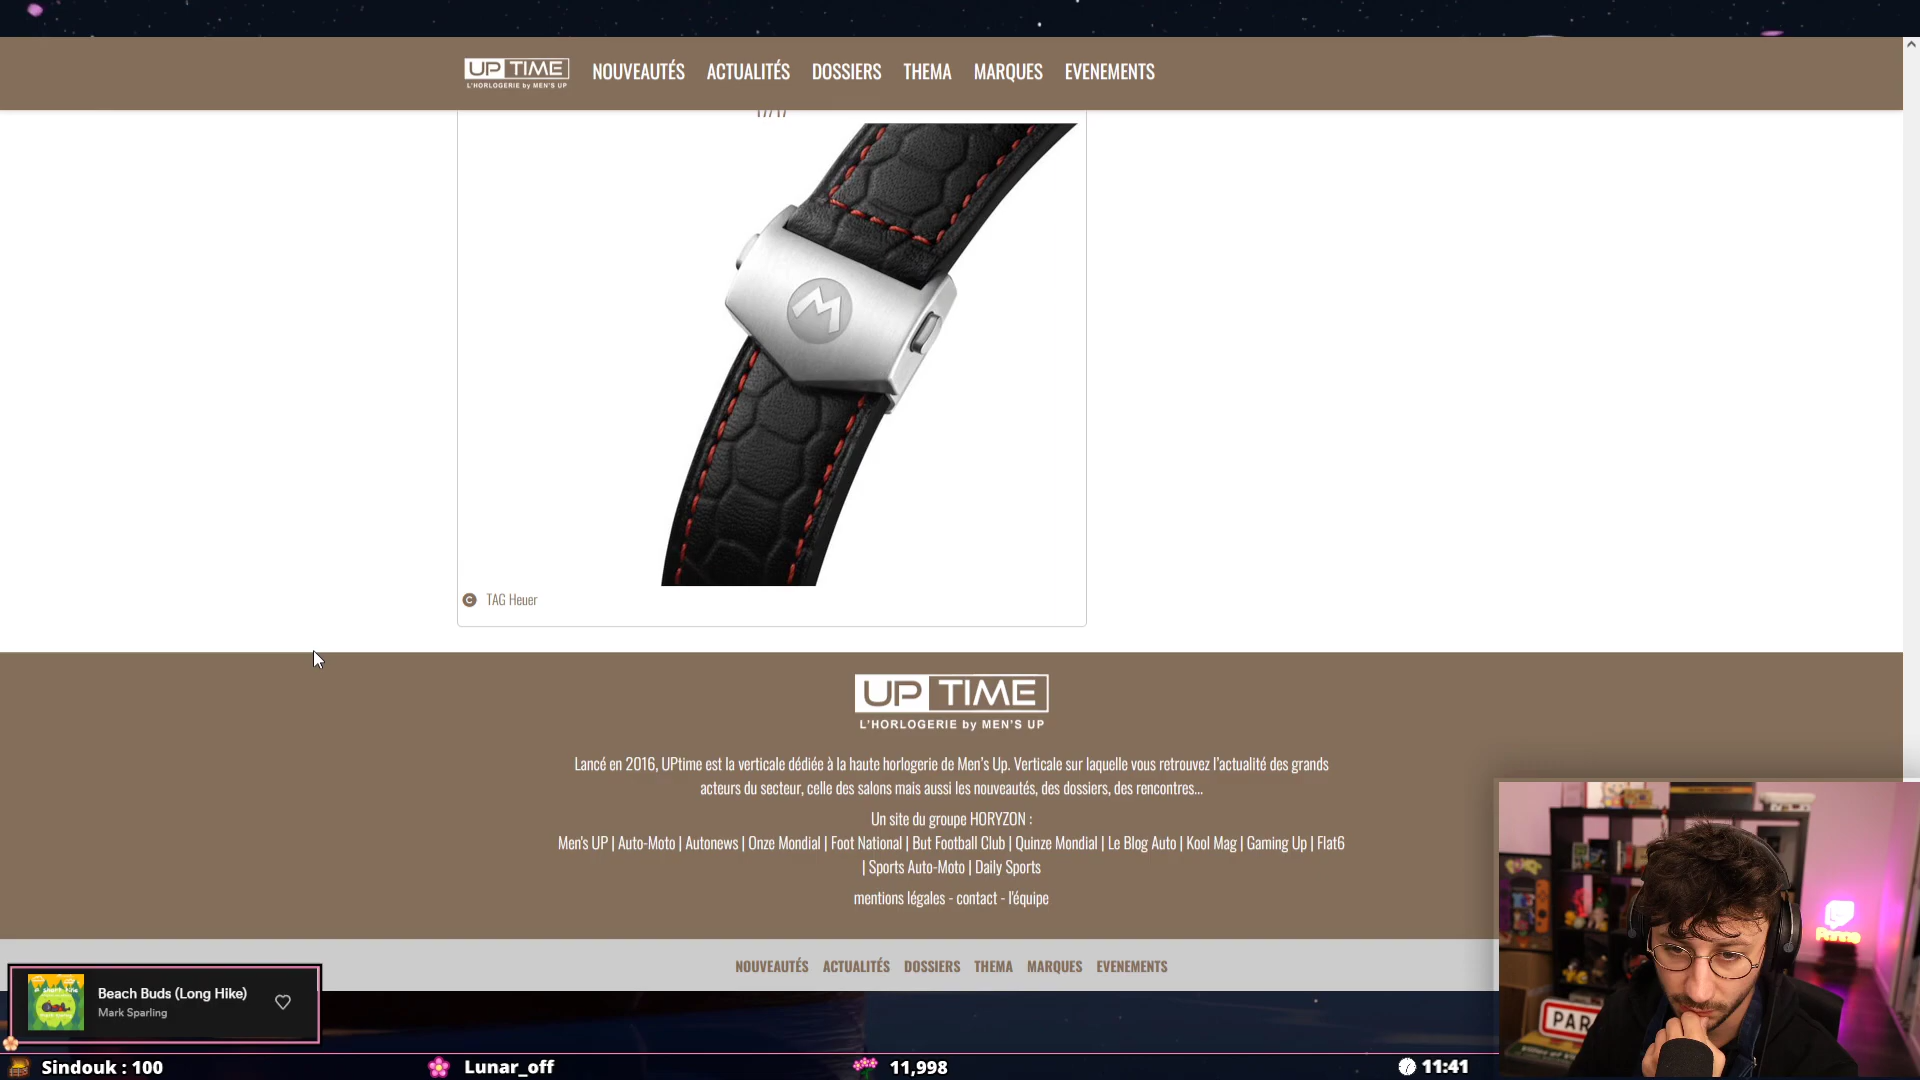 UP TIME
L'HORLOGERIE by MEN'S UP
NOUVEAUTÉS ACTUALITÉS DOSSIERS THEMA MARQUES EVENEMENTS
17/17
M
C TAG Heuer
UP TIME
L'HORLOGERIE by MEN'S UP
Lancé en 2016, UPtime est la verticale dédiée à la haute horlogerie de Men's Up. Verticale sur laquelle vous retrouvez l'actualité des grands
acteurs du secteur, celle des salons mais aussi les nouveautés, des dossiers, des rencontres...
Un site du groupe HORYZON :
Men's UP | Auto-Moto | Autonews | Onze Mondial | Foot National | But Football Club | Quinze Mondial | Le Blog Auto | Kool Mag | Gaming Up | Flat6
| Sports Auto-Moto | Daily Sports
mentions légales - contact - l'équipe
NOUVEAUTÉS ACTUALITÉS DOSSIERS THEMA MARQUES EVENEMENTS
Beach Buds (Long Hike)
Mark Sparling
PAR
Sindouk : 100
Lunar_off
11,998
11:41